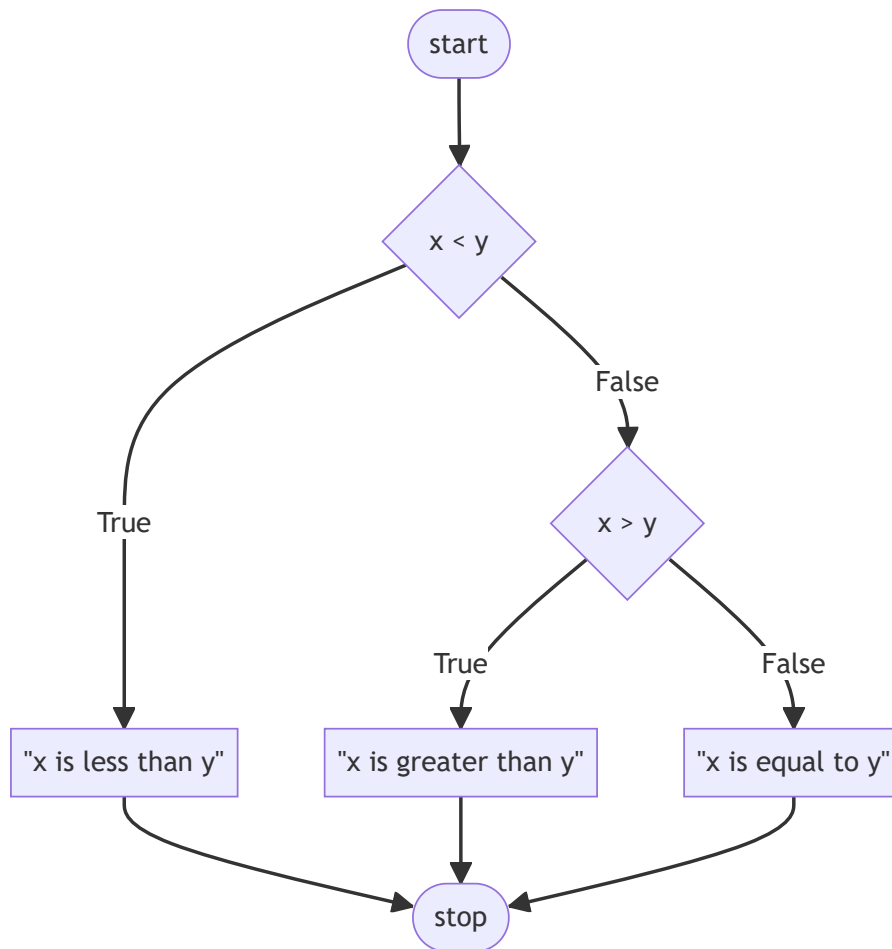 start
x < y
False
True
x > y
True
False
"x is less than y"
"x is greater than y"
"x is equal to y"
stop